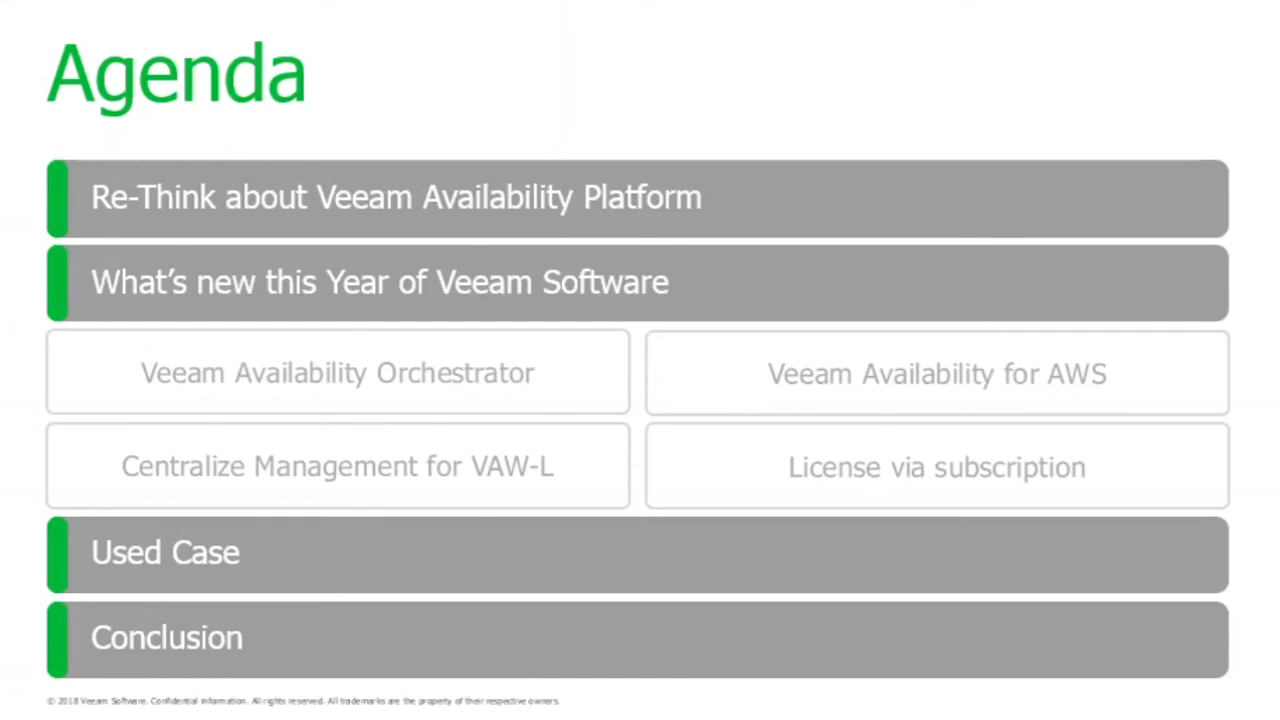 Agenda
Re-Think about Veeam Availability Platform
What's new this Year of Veeam Software
Veeam Availability Orchestrator
Veeam Availability for AWS
Centralize Management for VAW-L
License via subscription
Used Case
Conclusion
© 2018 Veeam Software. Confidential information. All rights reserved. All trademarks are the property of their respective owners.